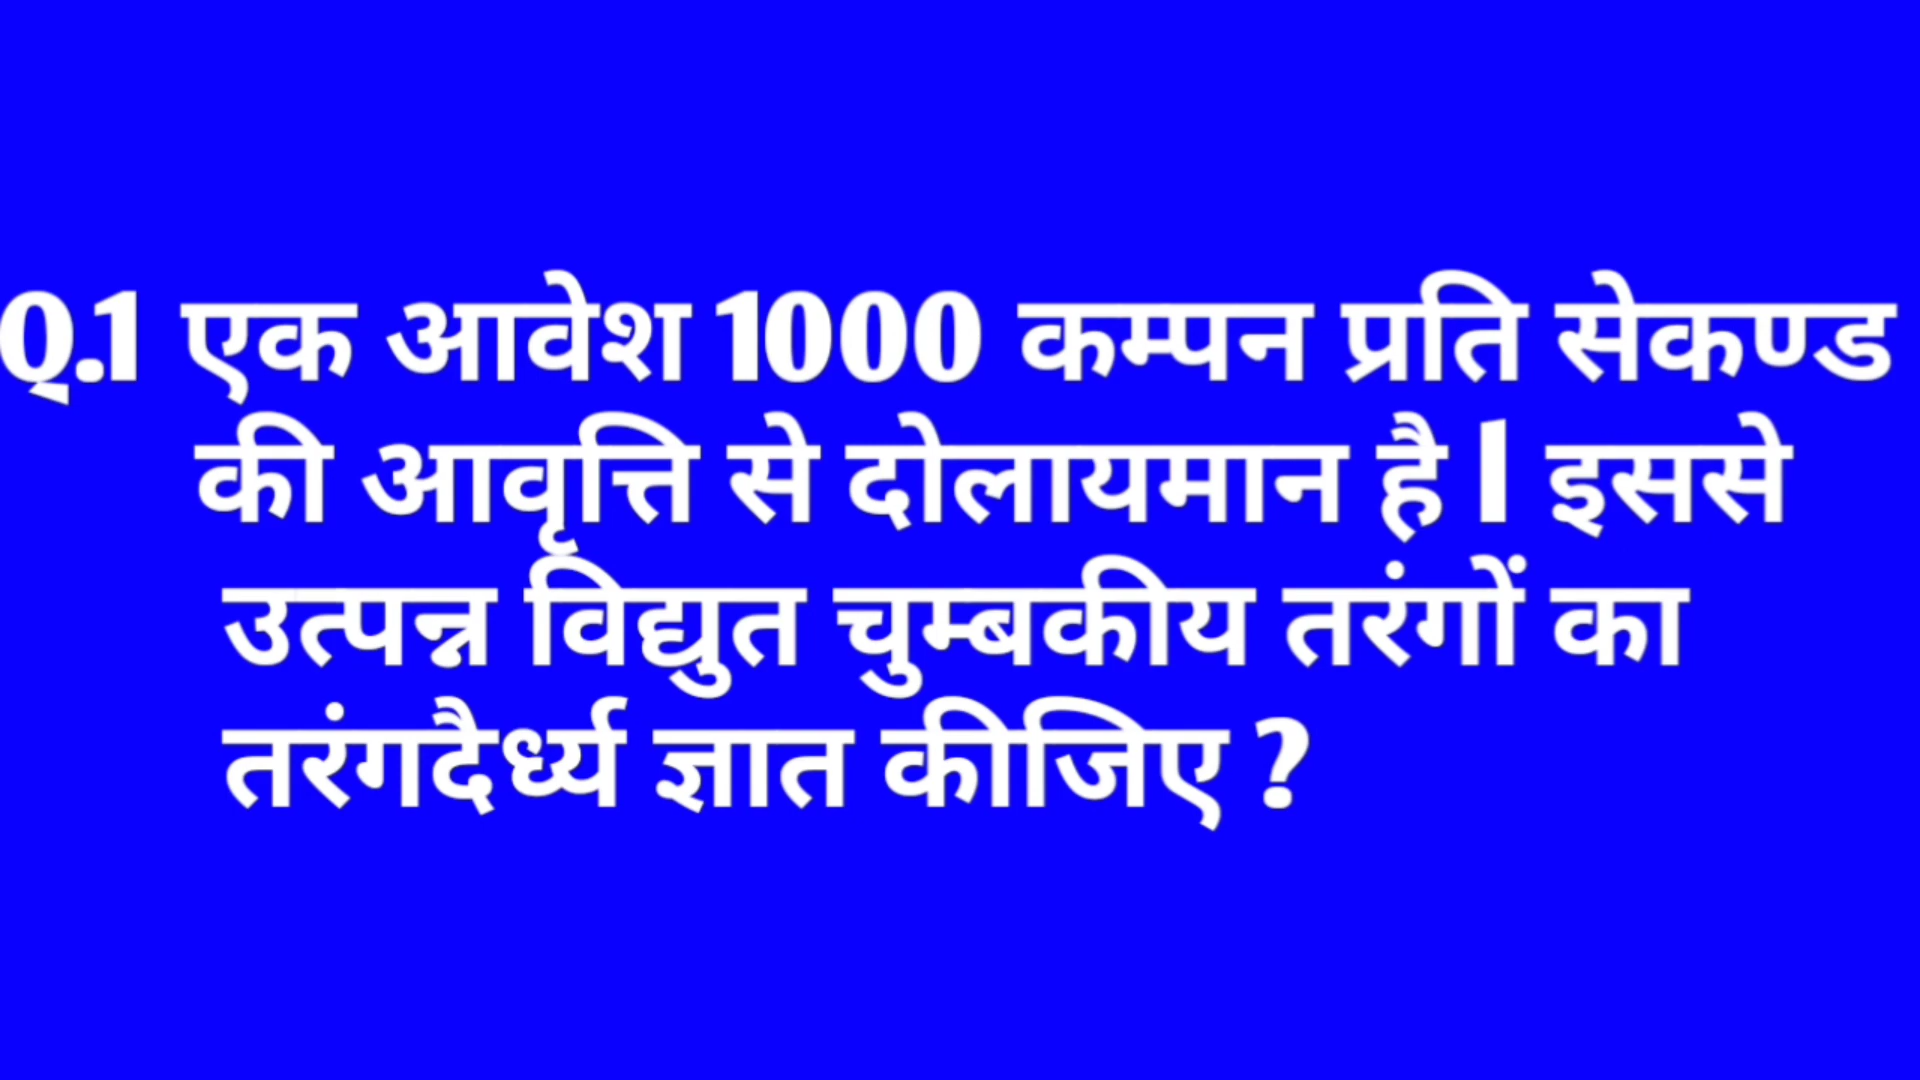 Q.1 एक आवेश 1000 कम्पन प्रति सेकण्ड
की आवृत्ति से दोलायमान है l इससे
उत्पन्न विद्युत चुम्बकीय तरंगों का
तरंगदैर्ध्य ज्ञात कीजिए ?